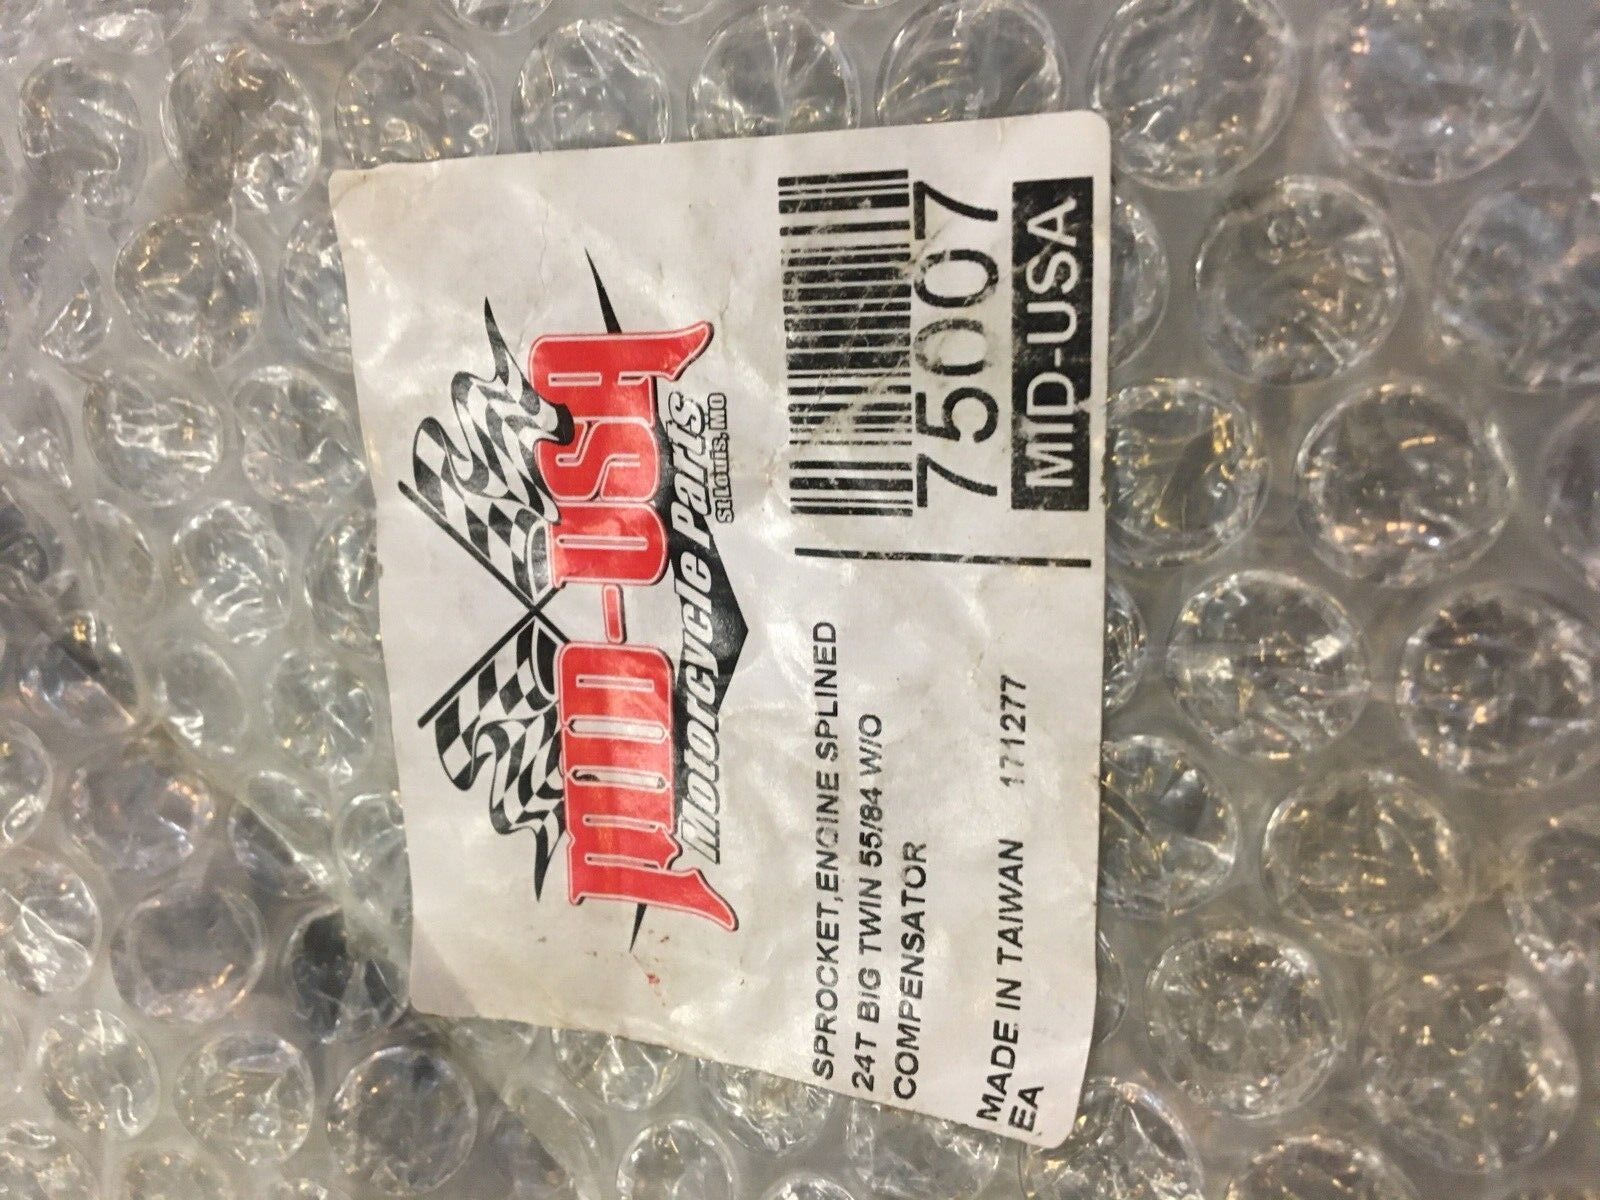 MID-USA
Motorcycle Parts
St. Louis, MO
SPROCKET,ENGINE SPLINED
24T BIG TWIN 55/84 W/O
COMPENSATOR
MADE IN TAIWAN 171277
EA
75007
MID-USA